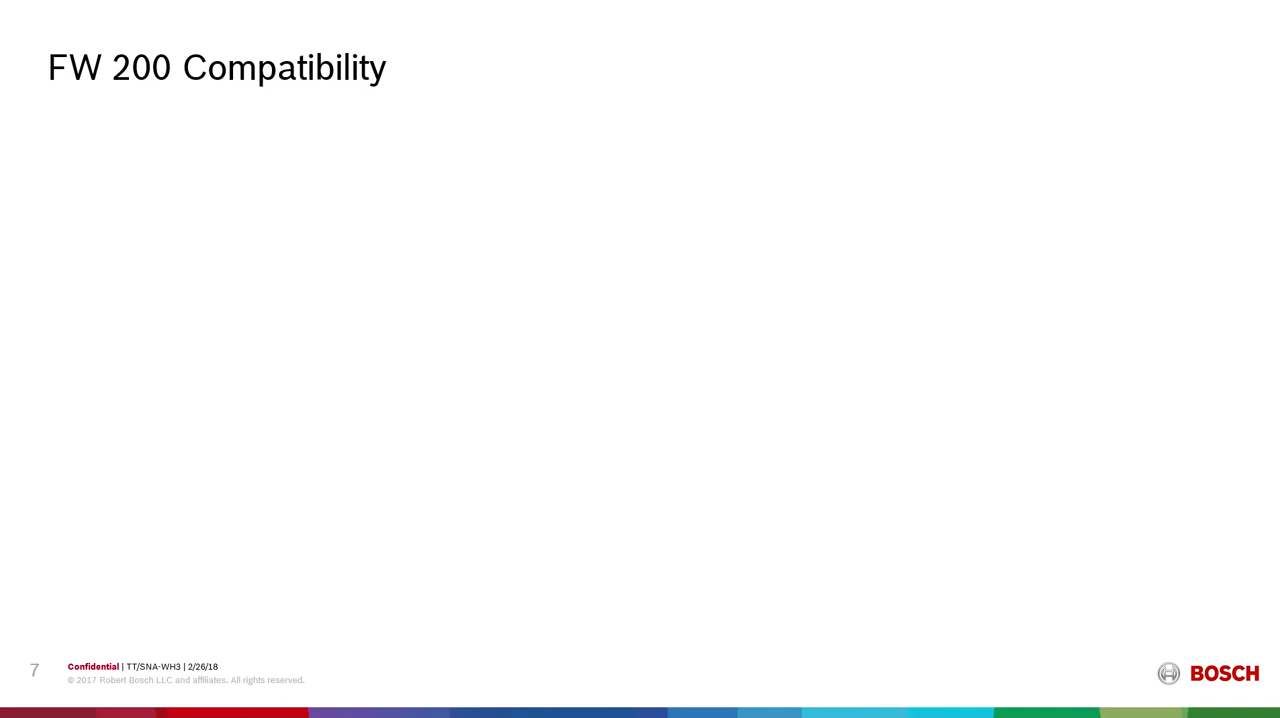 FW 200 Compatibility
7
Confidential | TT/SNA-WH3 | 2/26/18
© 2017 Robert Bosch LLC and affiliates. All rights reserved.
BOSCH